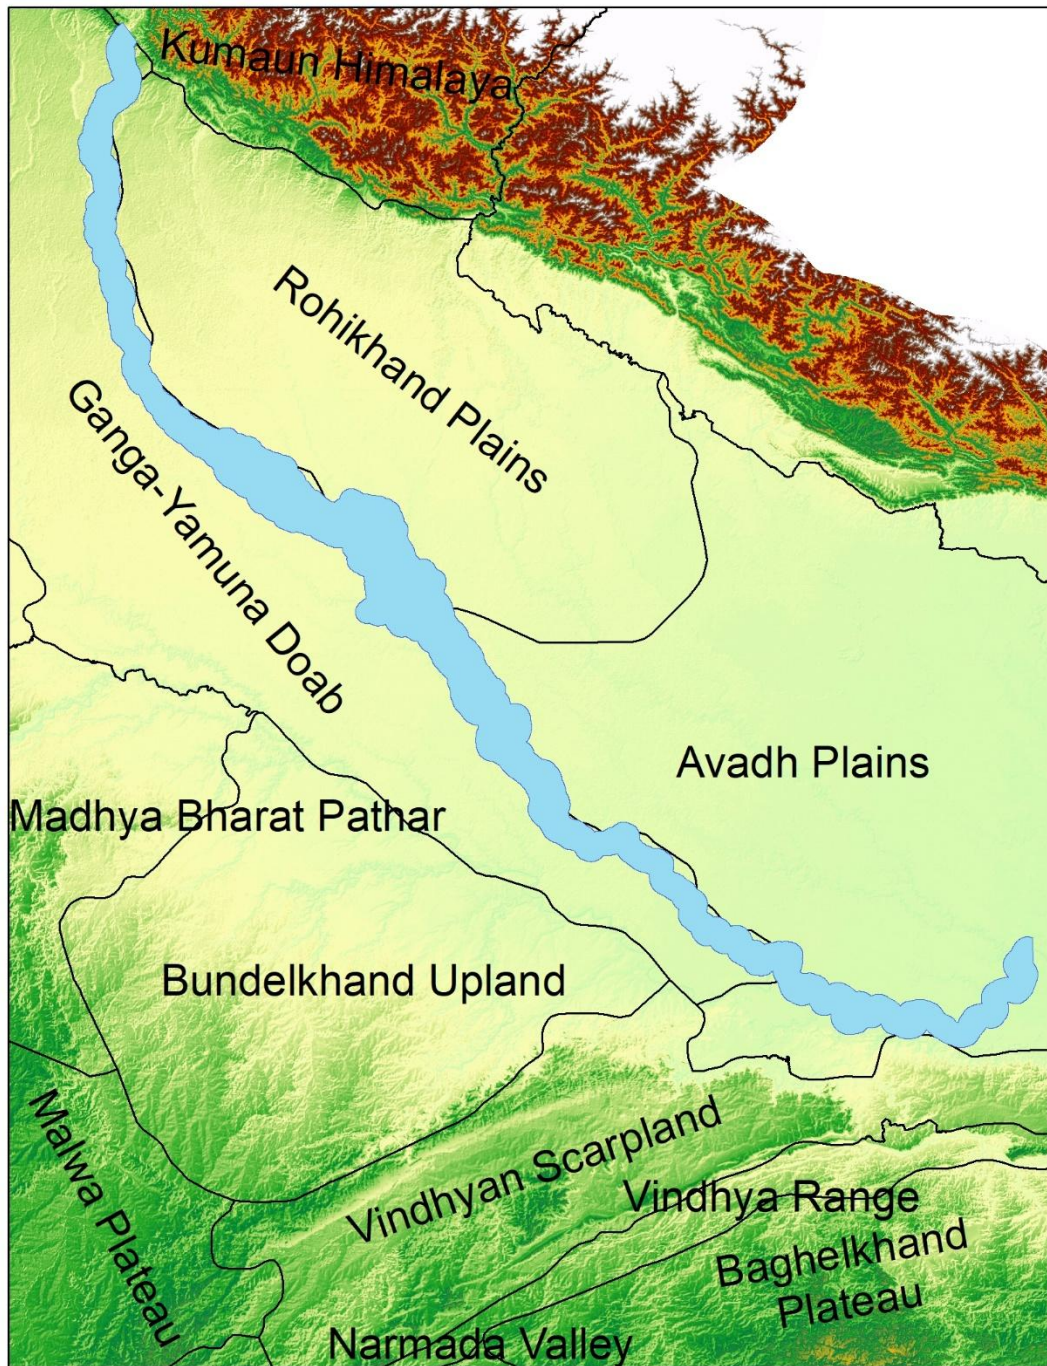 Kumaun Himalaya
Rohikhand Plains
Ganga-Yamuna Doab
Avadh Plains
Madhya Bharat Pathar
Bundelkhand Upland
Malwa Plateau
Vindhyan Scarpland
Vindhya Range
Baghelkhand
Plateau
Narmada Valley